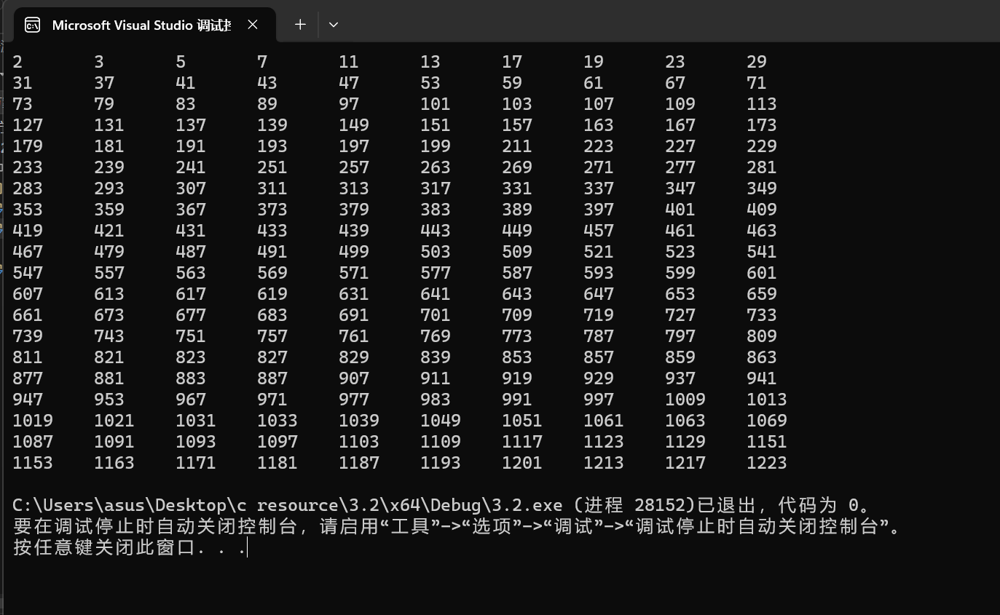 Microsoft Visual Studio 调试
2 3 5 7 11 13 17 19 23 29
31 37 41 43 47 53 59 61 67 71
73 79 83 89 97 101 103 107 109 113
127 131 137 139 149 151 157 163 167 173
179 181 191 193 197 199 211 223 227 229
233 239 241 251 257 263 269 271 277 281
283 293 307 311 313 317 331 337 347 349
353 359 367 373 379 383 389 397 401 409
419 421 431 433 439 443 449 457 461 463
467 479 487 491 499 503 509 521 523 541
547 557 563 569 571 577 587 593 599 601
607 613 617 619 631 641 643 647 653 659
661 673 677 683 691 701 709 719 727 733
739 743 751 757 761 769 773 787 797 809
811 821 823 827 829 839 853 857 859 863
877 881 883 887 907 911 919 929 937 941
947 953 967 971 977 983 991 997 1009 1013
1019 1021 1031 1033 1039 1049 1051 1061 1063 1069
1087 1091 1093 1097 1103 1109 1117 1123 1129 1151
1153 1163 1171 1181 1187 1193 1201 1213 1217 1223
C:\Users\asus\Desktop\c resource\3.2\x64\Debug\3.2.exe (进程 28152)已退出，代码为 0。
要在调试停止时自动关闭控制台，请启用“工具”->“选项”->“调试”->“调试停止时自动关闭控制台”。
按任意键关闭此窗口. . .